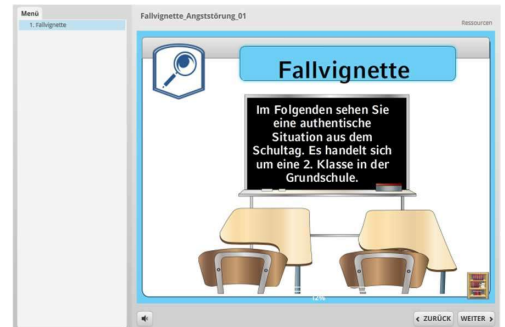 Menü
1. Fallvignette
Fallvignette_Angststörung_01
Ressourcen
Fallvignette
Im Folgenden sehen Sie
eine authentische
Situation aus dem
Schultag. Es handelt sich
um eine 2. Klasse in der
Grundschule.
12%
‹ ZURÜCK WEITER ›